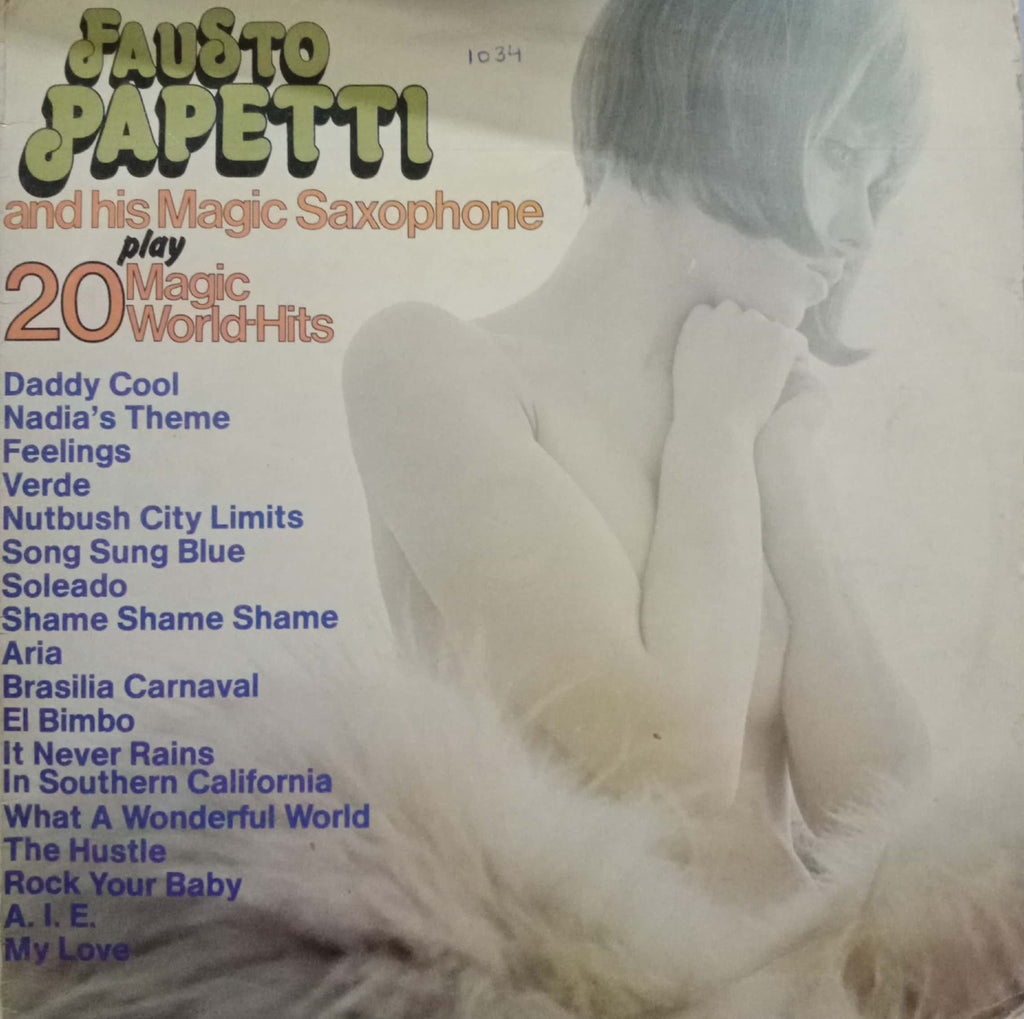 FAUSTO
PAPETTI
1034
and his Magic Saxophone
play
20 Magic
World-Hits
Daddy Cool
Nadia's Theme
Feelings
Verde
Nutbush City Limits
Song Sung Blue
Soleado
Shame Shame Shame
Aria
Brasilia Carnaval
El Bimbo
It Never Rains
In Southern California
What A Wonderful World
The Hustle
Rock Your Baby
A. I. E.
My Love